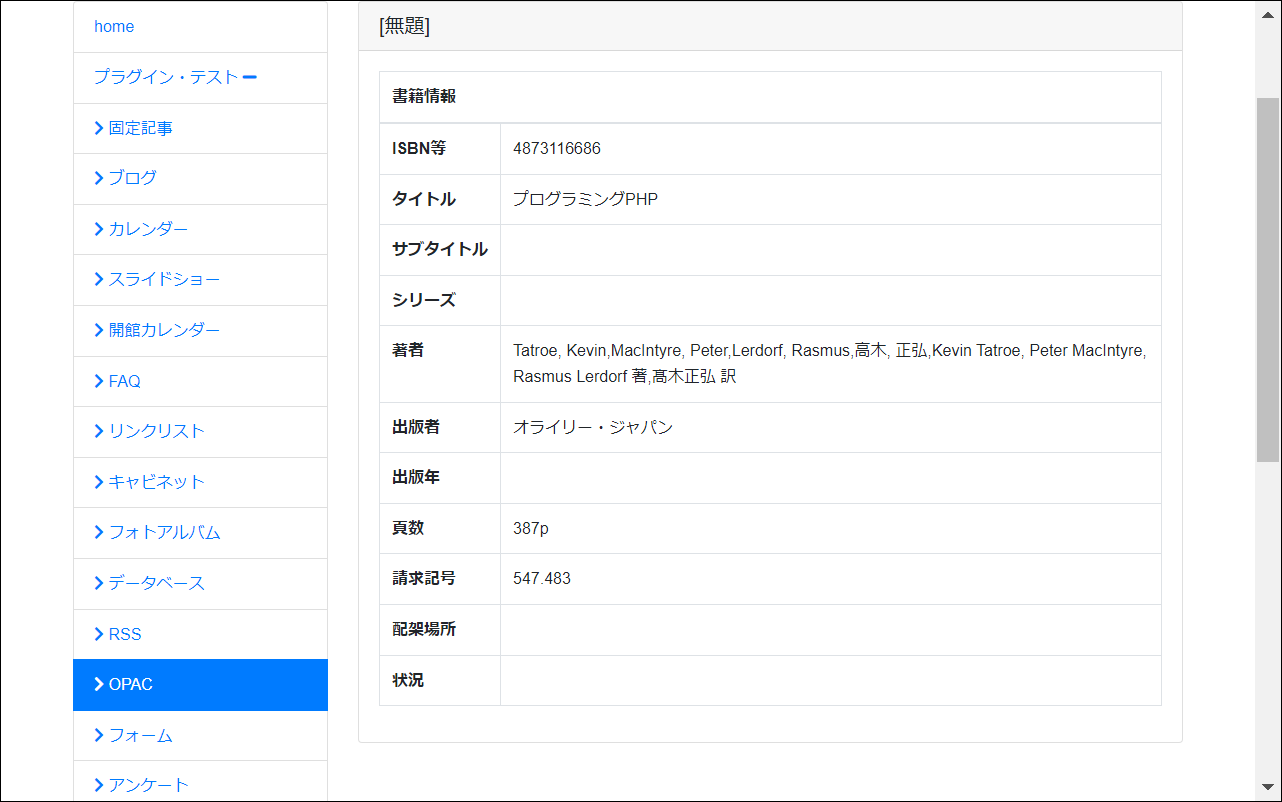 home
プラグイン・テスト
固定記事
ブログ
カレンダー
スライドショー
開館カレンダー
FAQ
リンクリスト
キャビネット
フォトアルバム
データベース
RSS
OPAC
フォーム
アンケート
[無題]
書籍情報
ISBN等 4873116686
タイトル プログラミングPHP
サブタイトル
シリーズ
著者 Tatroe, Kevin,MacIntyre, Peter,Lerdorf, Rasmus,高木, 正弘,Kevin Tatroe, Peter MacIntyre,
Rasmus Lerdorf 著,髙木正弘 訳
出版者 オライリー・ジャパン
出版年
頁数 387p
請求記号 547.483
配架場所
状況